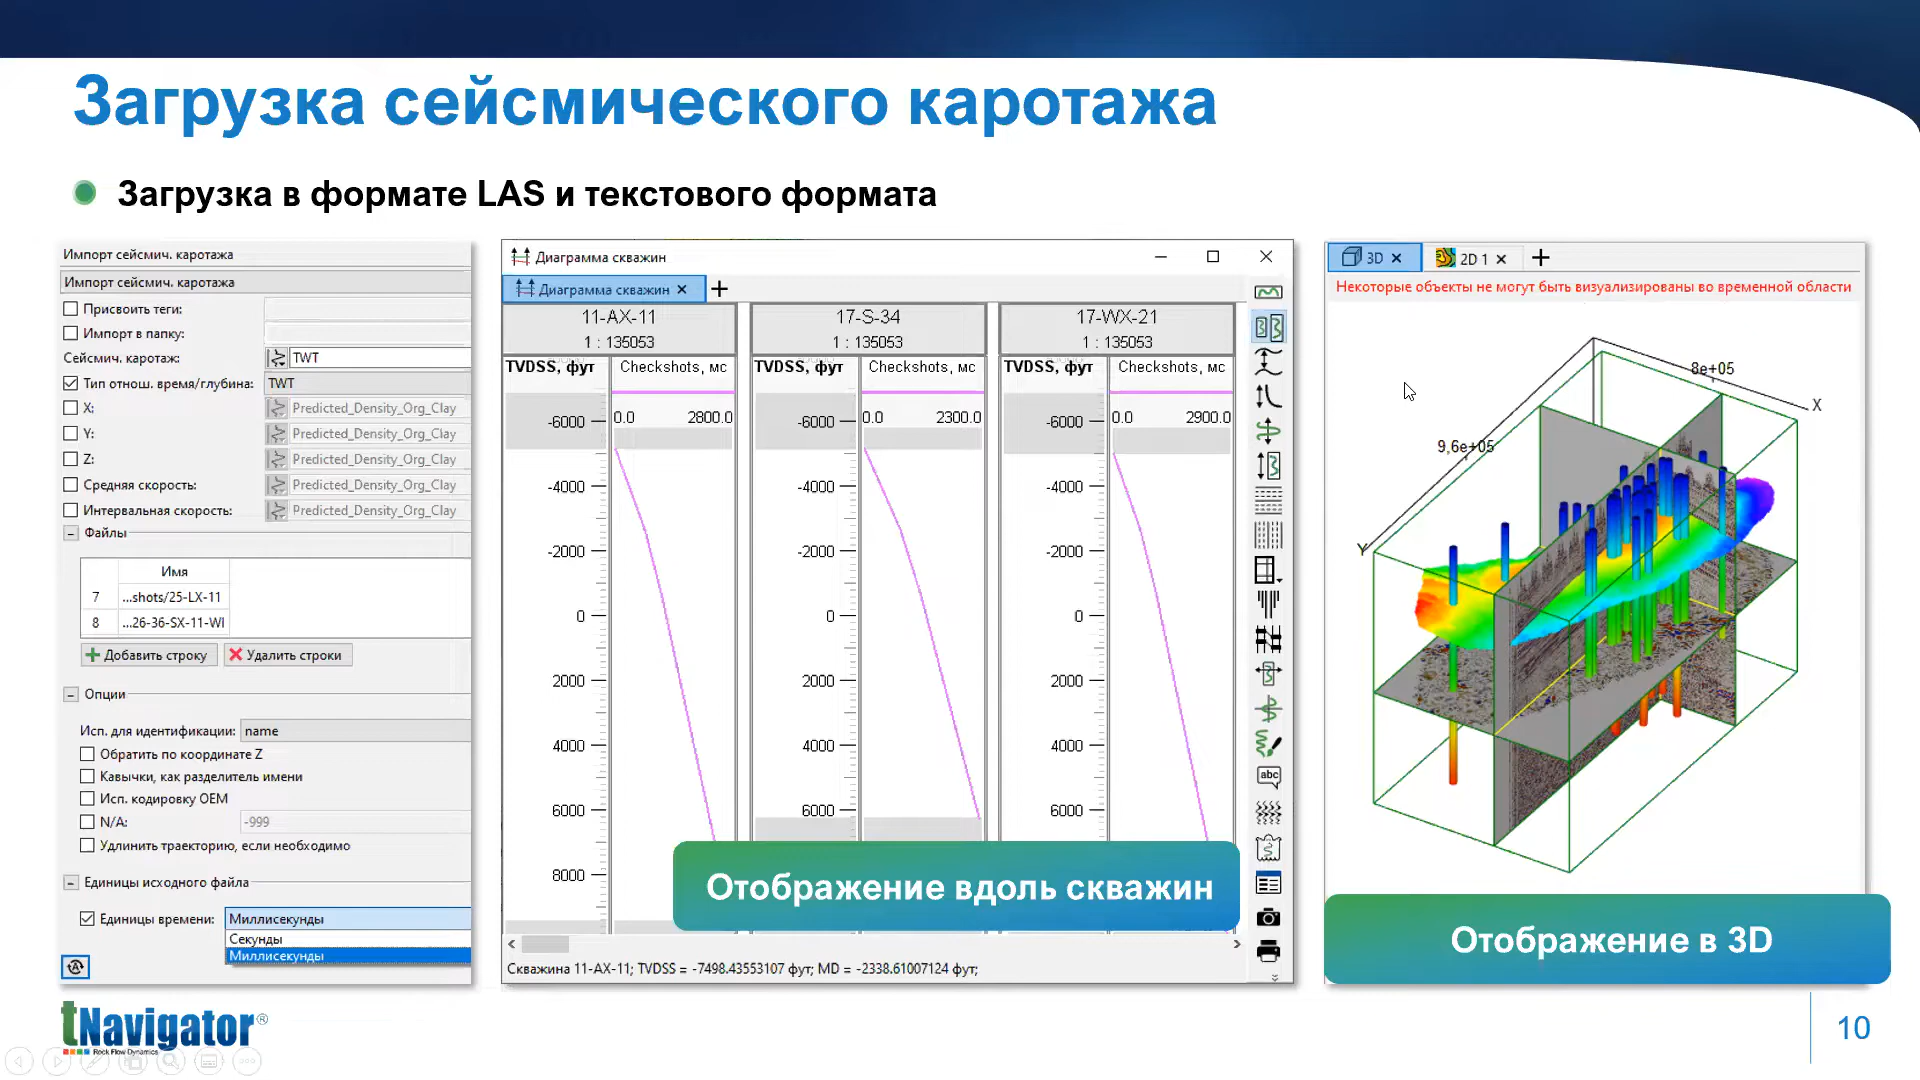 Загрузка сейсмического каротажа
Загрузка в формате LAS и текстового формата
Импорт сейсмич. каротажа
Импорт сейсмич. каротажа
Присвоить теги:
Импорт в папку:
Сейсмич. каротаж: TWT
Тип отнош. время/глубина: TWT
X: Predicted_Density_Org_Clay
Y: Predicted_Density_Org_Clay
Z: Predicted_Density_Org_Clay
Средняя скорость: Predicted_Density_Org_Clay
Интервальная скорость: Predicted_Density_Org_Clay
Файлы
Имя
7 ...shots/25-LX-11
8 ...26-36-SX-11-WI
Добавить строку Удалить строки
Опции
Исп. для идентификации: name
Обратить по координате Z
Кавычки, как разделитель имени
Исп. кодировку OEM
N/A: -999
Удлинить траекторию, если необходимо
Единицы исходного файла
Единицы времени: Миллисекунды
Секунды
Миллисекунды
Диаграмма скважин
Диаграмма скважин
11-AX-11 17-S-34 17-WX-21
1 : 135053 1 : 135053 1 : 135053
TVDSS, фут Checkshots, мс TVDSS, фут Checkshots, мс TVDSS, фут Checkshots, мс
-6000 0.0 2800.0 -6000 0.0 2300.0 -6000 0.0 2900.0
-4000 -4000 -4000
-2000 -2000 -2000
0 0 0
2000 2000 2000
4000 4000 4000
6000 6000 6000
8000
abc
Отображение вдоль скважин
Скважина 11-AX-11; TVDSS = -7498.43553107 фут; MD = -2338.61007124 фут;
3D 2D 1
Некоторые объекты не могут быть визуализированы во временной области
8e+05
X
9,6e+05
Y
Отображение в 3D
tNavigator®
Rock Flow Dynamics
10